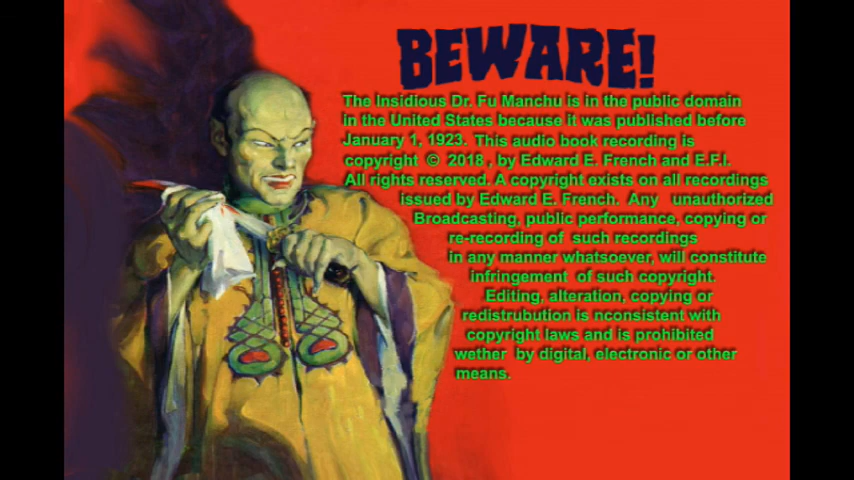 BEWARE!
The Insidious Dr. Fu Manchu is in the public domain
in the United States because it was published before
January 1, 1923. This audio book recording is
copyright © 2018 , by Edward E. French and E.F.I.
All rights reserved. A copyright exists on all recordings
issued by Edward E. French. Any unauthorized
Broadcasting, public performance, copying or
re-recording of such recordings
in any manner whatsoever, will constitute
infringement of such copyright.
Editing, alteration, copying or
redistrubution is nconsistent with
copyright laws and is prohibited
wether by digital, electronic or other
means.